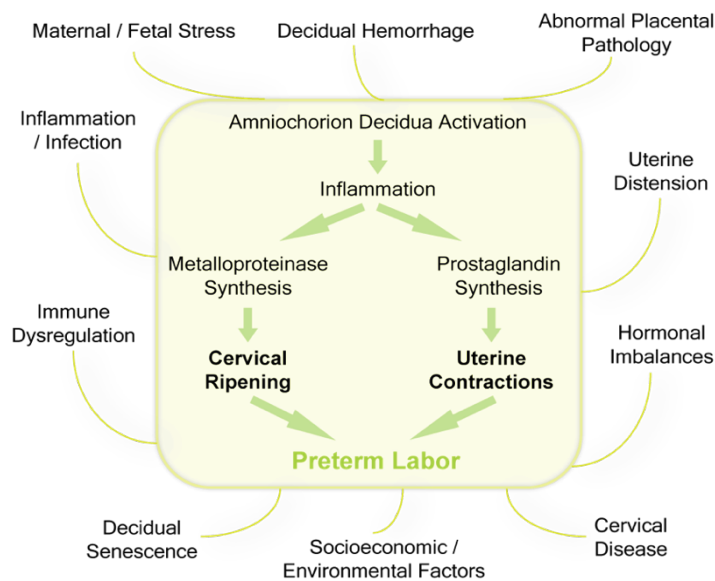 Maternal / Fetal Stress
Decidual Hemorrhage
Abnormal Placental
Pathology
Inflammation
/ Infection
Amniochorion Decidua Activation
Inflammation
Uterine
Distension
Metalloproteinase
Synthesis
Prostaglandin
Synthesis
Immune
Dysregulation
Hormonal
Imbalances
Cervical
Ripening
Uterine
Contractions
Preterm Labor
Decidual
Senescence
Socioeconomic /
Environmental Factors
Cervical
Disease